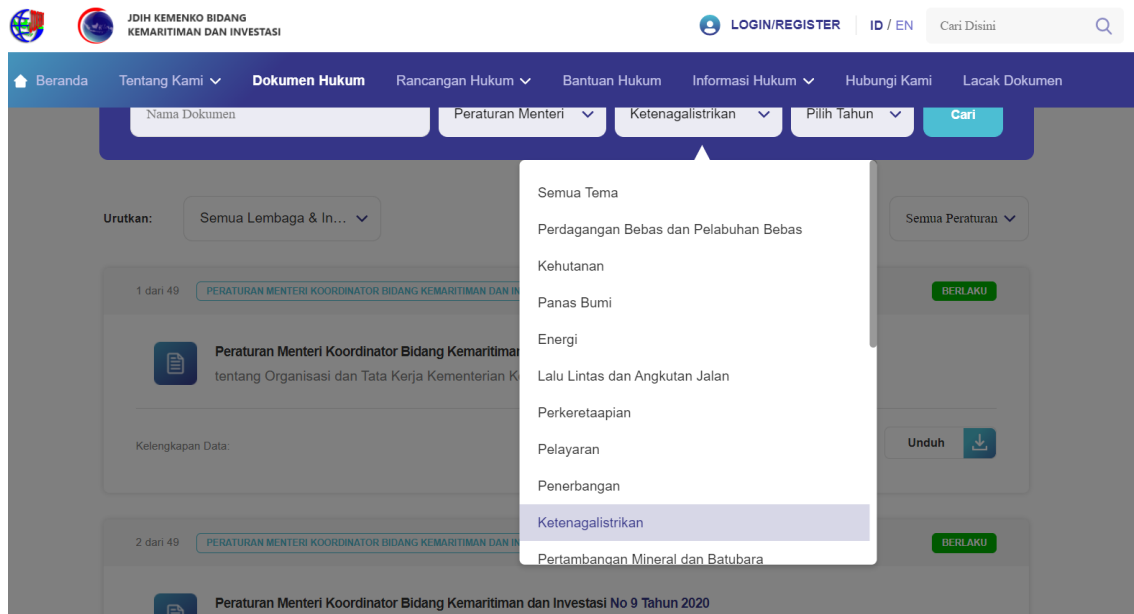 JDIH KEMENKO BIDANG
KEMARITIMAN DAN INVESTASI
LOGIN/REGISTER
ID / EN
Cari Disini
Beranda
Tentang Kami
Dokumen Hukum
Rancangan Hukum
Bantuan Hukum
Informasi Hukum
Hubungi Kami
Lacak Dokumen
Nama Dokumen
Peraturan Menteri
Ketenagalistrikan
Pilih Tahun
Cari
Semua Tema
Perdagangan Bebas dan Pelabuhan Bebas
Kehutanan
Panas Bumi
Energi
Lalu Lintas dan Angkutan Jalan
Perkeretaapian
Pelayaran
Penerbangan
Ketenagalistrikan
Pertambangan Mineral dan Batubara
Urutkan:
Semua Lembaga & In...
Semua Peraturan
1 dari 49
PERATURAN MENTERI KOORDINATOR BIDANG KEMARITIMAN DAN
BERLAKU
Peraturan Menteri Koordinator Bidang Kemaritiman
tentang Organisasi dan Tata Kerja Kementerian
Kelengkapan Data:
Unduh
2 dari 49
PERATURAN MENTERI KOORDINATOR BIDANG KEMARITIMAN DAN
BERLAKU
Peraturan Menteri Koordinator Bidang Kemaritiman dan Investasi No 9 Tahun 2020